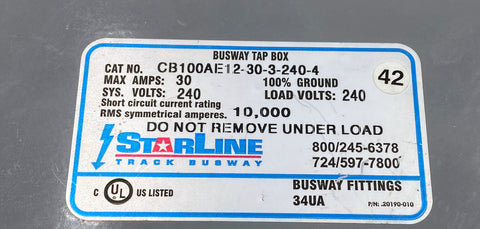 BUSWAY TAP BOX
CAT NO. CB100AE12-30-3-240-4
MAX AMPS: 30 100% GROUND
SYS. VOLTS: 240 LOAD VOLTS: 240
Short circuit current rating
RMS symmetrical amperes. 10,000
DO NOT REMOVE UNDER LOAD
42
STARLINE
TRACK BUSWAY
800/245-6378
724/597-7800
C UL US LISTED
BUSWAY FITTINGS
34UA
P/N: .20190-010